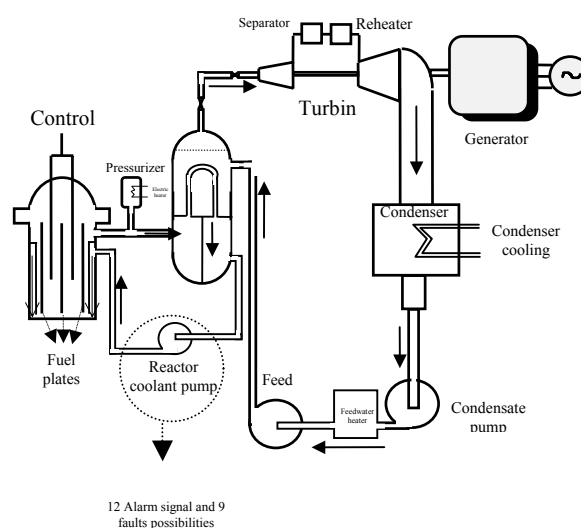 Separator
Reheater
Turbin
Generator
Control
Pressurizer
Electric
heater
Condenser
Condenser
cooling
Fuel
plates
Reactor
coolant pump
Feed
Feedwater
heater
Condensate
pump
12 Alarm signal and 9
faults possibilities